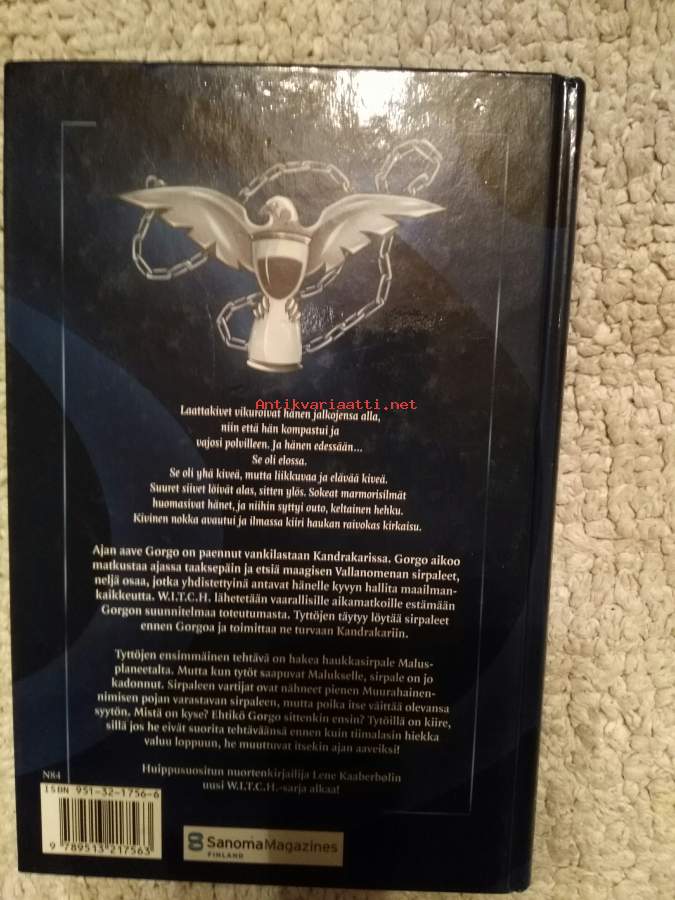 Antikvariaatti.net
Laattakivet vikuroivat hänen jalkojensa alla,
niin että hän kompastui ja
vajosi polvilleen. Ja hänen edessään...
Se oli elossa.
Se oli yhä kiveä, mutta liikkuvaa ja elävää kiveä.
Suuret siivet löivät alas, sitten ylös. Sokeat marmorisilmät
huomasivat hänet, ja niihin syttyi outo, keltainen hehku.
Kivinen nokka avautui ja ilmassa kiiri haukan raivokas kirkaisu.
Ajan aave Gorgo on paennut vankilastaan Kandrakarissa. Gorgo aikoo
matkustaa ajassa taaksepäin ja etsiä maagisen Vallanomenan sirpaleet,
neljä osaa, jotka yhdistettyinä antavat hänelle kyvyn hallita maailman-
kaikkeutta. W.I.T.C.H. lähetetään vaarallisille aikamatkoille estämään
Gorgon suunnitelmaa toteutumasta. Tyttöjen täytyy löytää sirpaleet
ennen Gorgoa ja toimittaa ne turvaan Kandrakariin.
Tyttöjen ensimmäinen tehtävä on hakea haukkasirpale Malus-
planeetalta. Mutta kun tytöt saapuvat Malukselle, sirpale on jo
kadonnut. Sirpaleen vartijat ovat nähneet pienen Muurahainen-
nimisen pojan varastavan sirpaleen, mutta poika itse väittää olevansa
syytön. Mistä on kyse? Ehtikö Gorgo sittenkin ensin? Tytöillä on kiire,
sillä jos he eivät suorita tehtäväänsä ennen kuin tiimalasin hiekka
valuu loppuun, he muuttuvat itsekin ajan aaveiksi!
Huippusuositun nuortenkirjailija Lene Kaaberbølin
uusi W.I.T.C.H.-sarja alkaa!
N84
ISBN 951-32-1756-6
9 789513 217563
SanomaMagazines
FINLAND